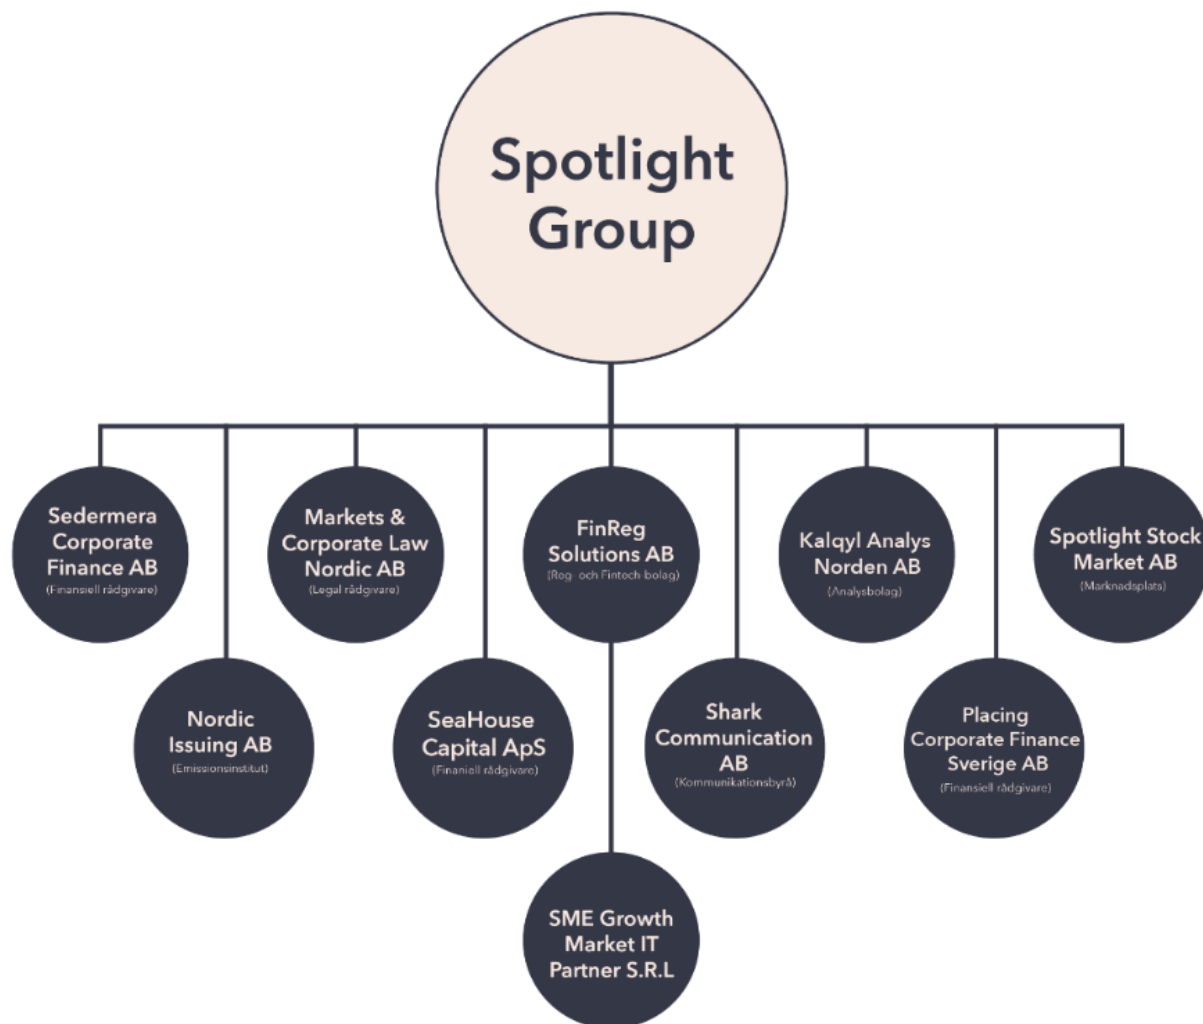 Spotlight
Group
Sedermera
Corporate
Finance AB
(Finansiell rådgivare)
Markets &
Corporate Law
Nordic AB
(Legal rådgivare)
FinReg
Solutions AB
(Reg- och Fintech-bolag)
Kalqyl Analys
Norden AB
(Analysbolag)
Spotlight Stock
Market AB
(Marknadsplats)
Nordic
Issuing AB
(Emissionsinstitut)
SeaHouse
Capital ApS
(Finaniell rådgivare)
Shark
Communication
AB
(Kommunikationsbyrå)
Placing
Corporate Finance
Sverige AB
(Finansiell rådgivare)
SME Growth
Market IT
Partner S.R.L